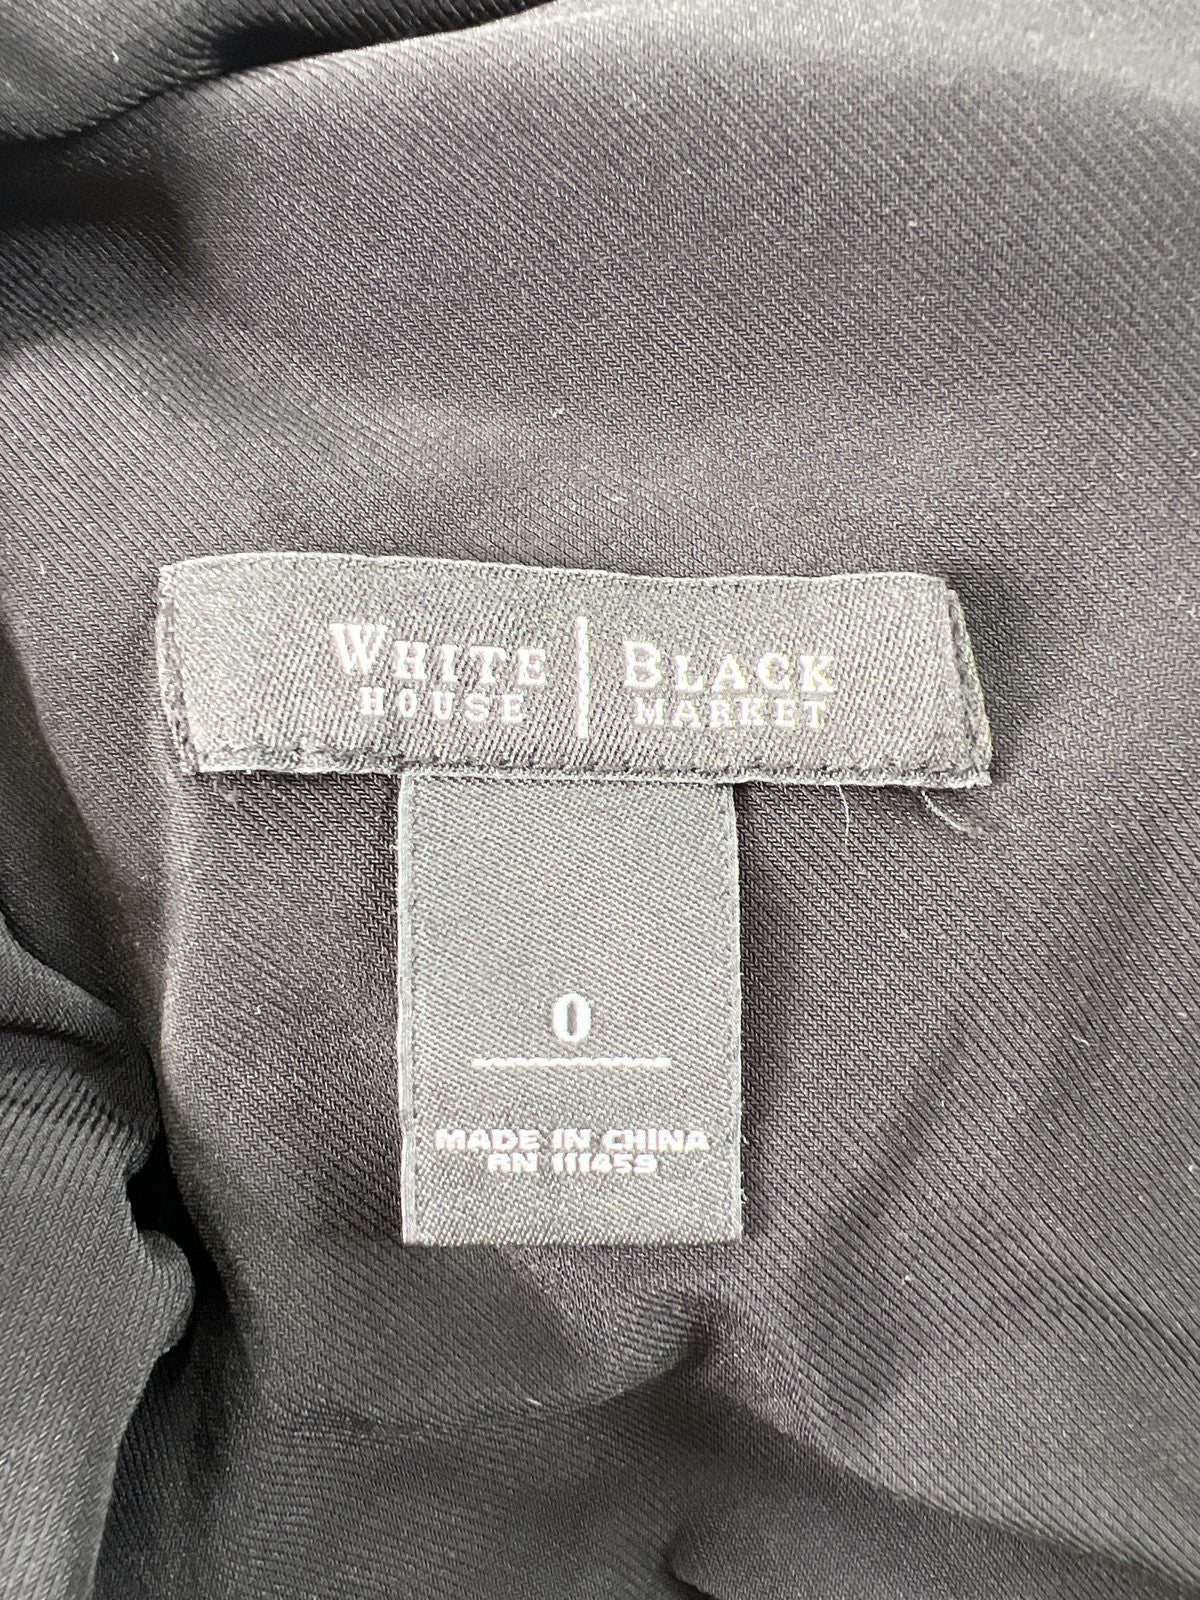 WHITE | BLACK
HOUSE | MARKET
0
MADE IN CHINA
RN 111459